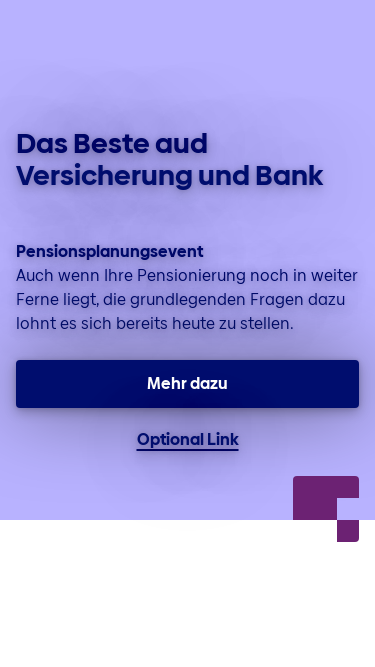 Das Beste aud
Versicherung und Bank
Pensionsplanungsevent
Auch wenn Ihre Pensionierung noch in weiter
Ferne liegt, die grundlegenden Fragen dazu
lohnt es sich bereits heute zu stellen.
Mehr dazu
Optional Link